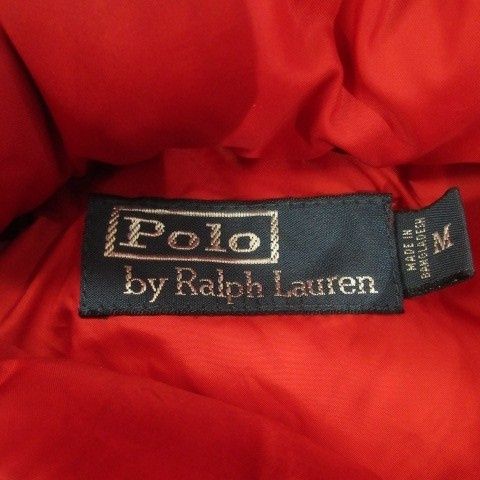 Polo
by Ralph Lauren
MADE IN
BANGLADESH
M